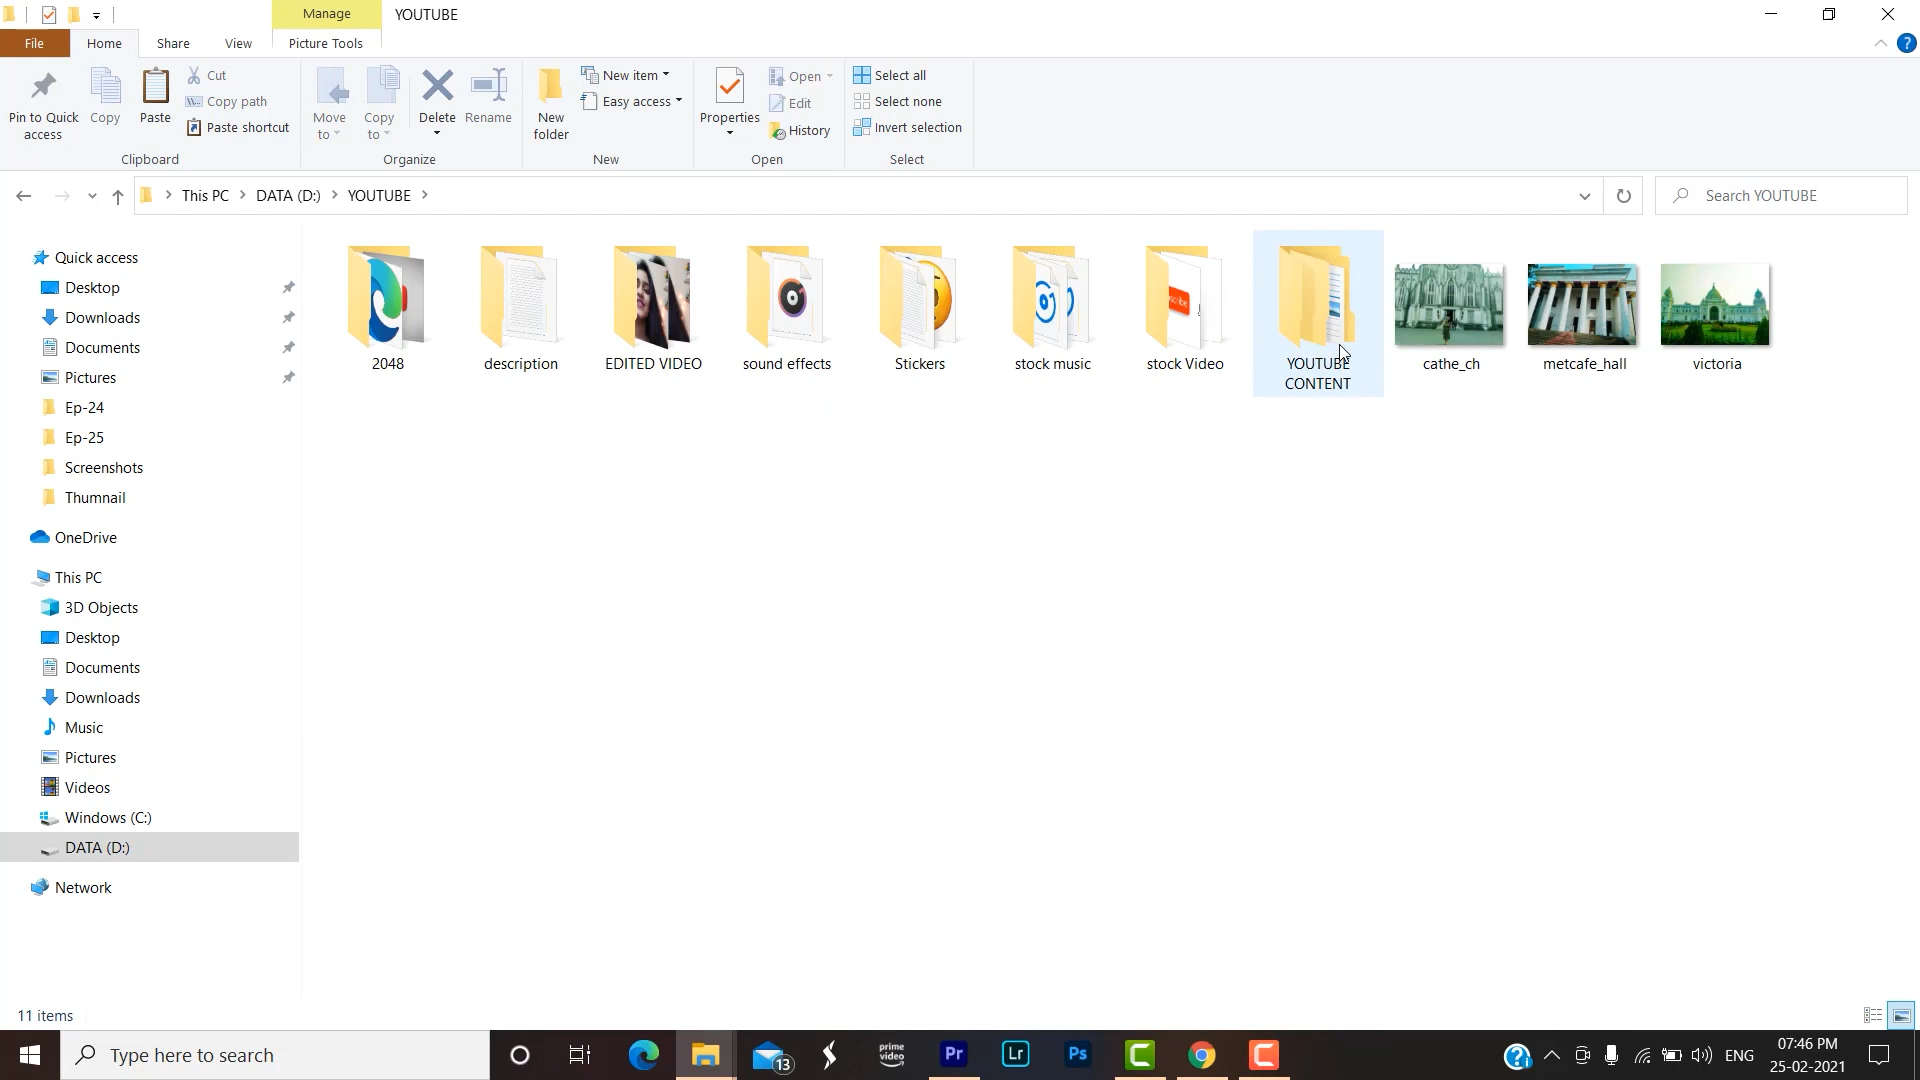 Manage
YOUTUBE
File
Home
Share
View
Picture Tools
Pin to Quick access
Copy
Paste
Cut
Copy path
Paste shortcut
Clipboard
Move to
Copy to
Delete
Rename
Organize
New folder
New item
Easy access
New
Properties
Open
Edit
History
Open
Select all
Select none
Invert selection
Select
This PC
DATA (D:)
YOUTUBE
Search YOUTUBE
Quick access
Desktop
Downloads
Documents
Pictures
Ep-24
Ep-25
Screenshots
Thumnail
OneDrive
This PC
3D Objects
Desktop
Documents
Downloads
Music
Pictures
Videos
Windows (C:)
DATA (D:)
Network
2048
description
EDITED VIDEO
sound effects
Stickers
stock music
stock Video
YOUTUBE
CONTENT
cathe_ch
metcafe_hall
victoria
11 items
Type here to search
13
prime video
Pr
Lr
Ps
ENG
07:46 PM
25-02-2021